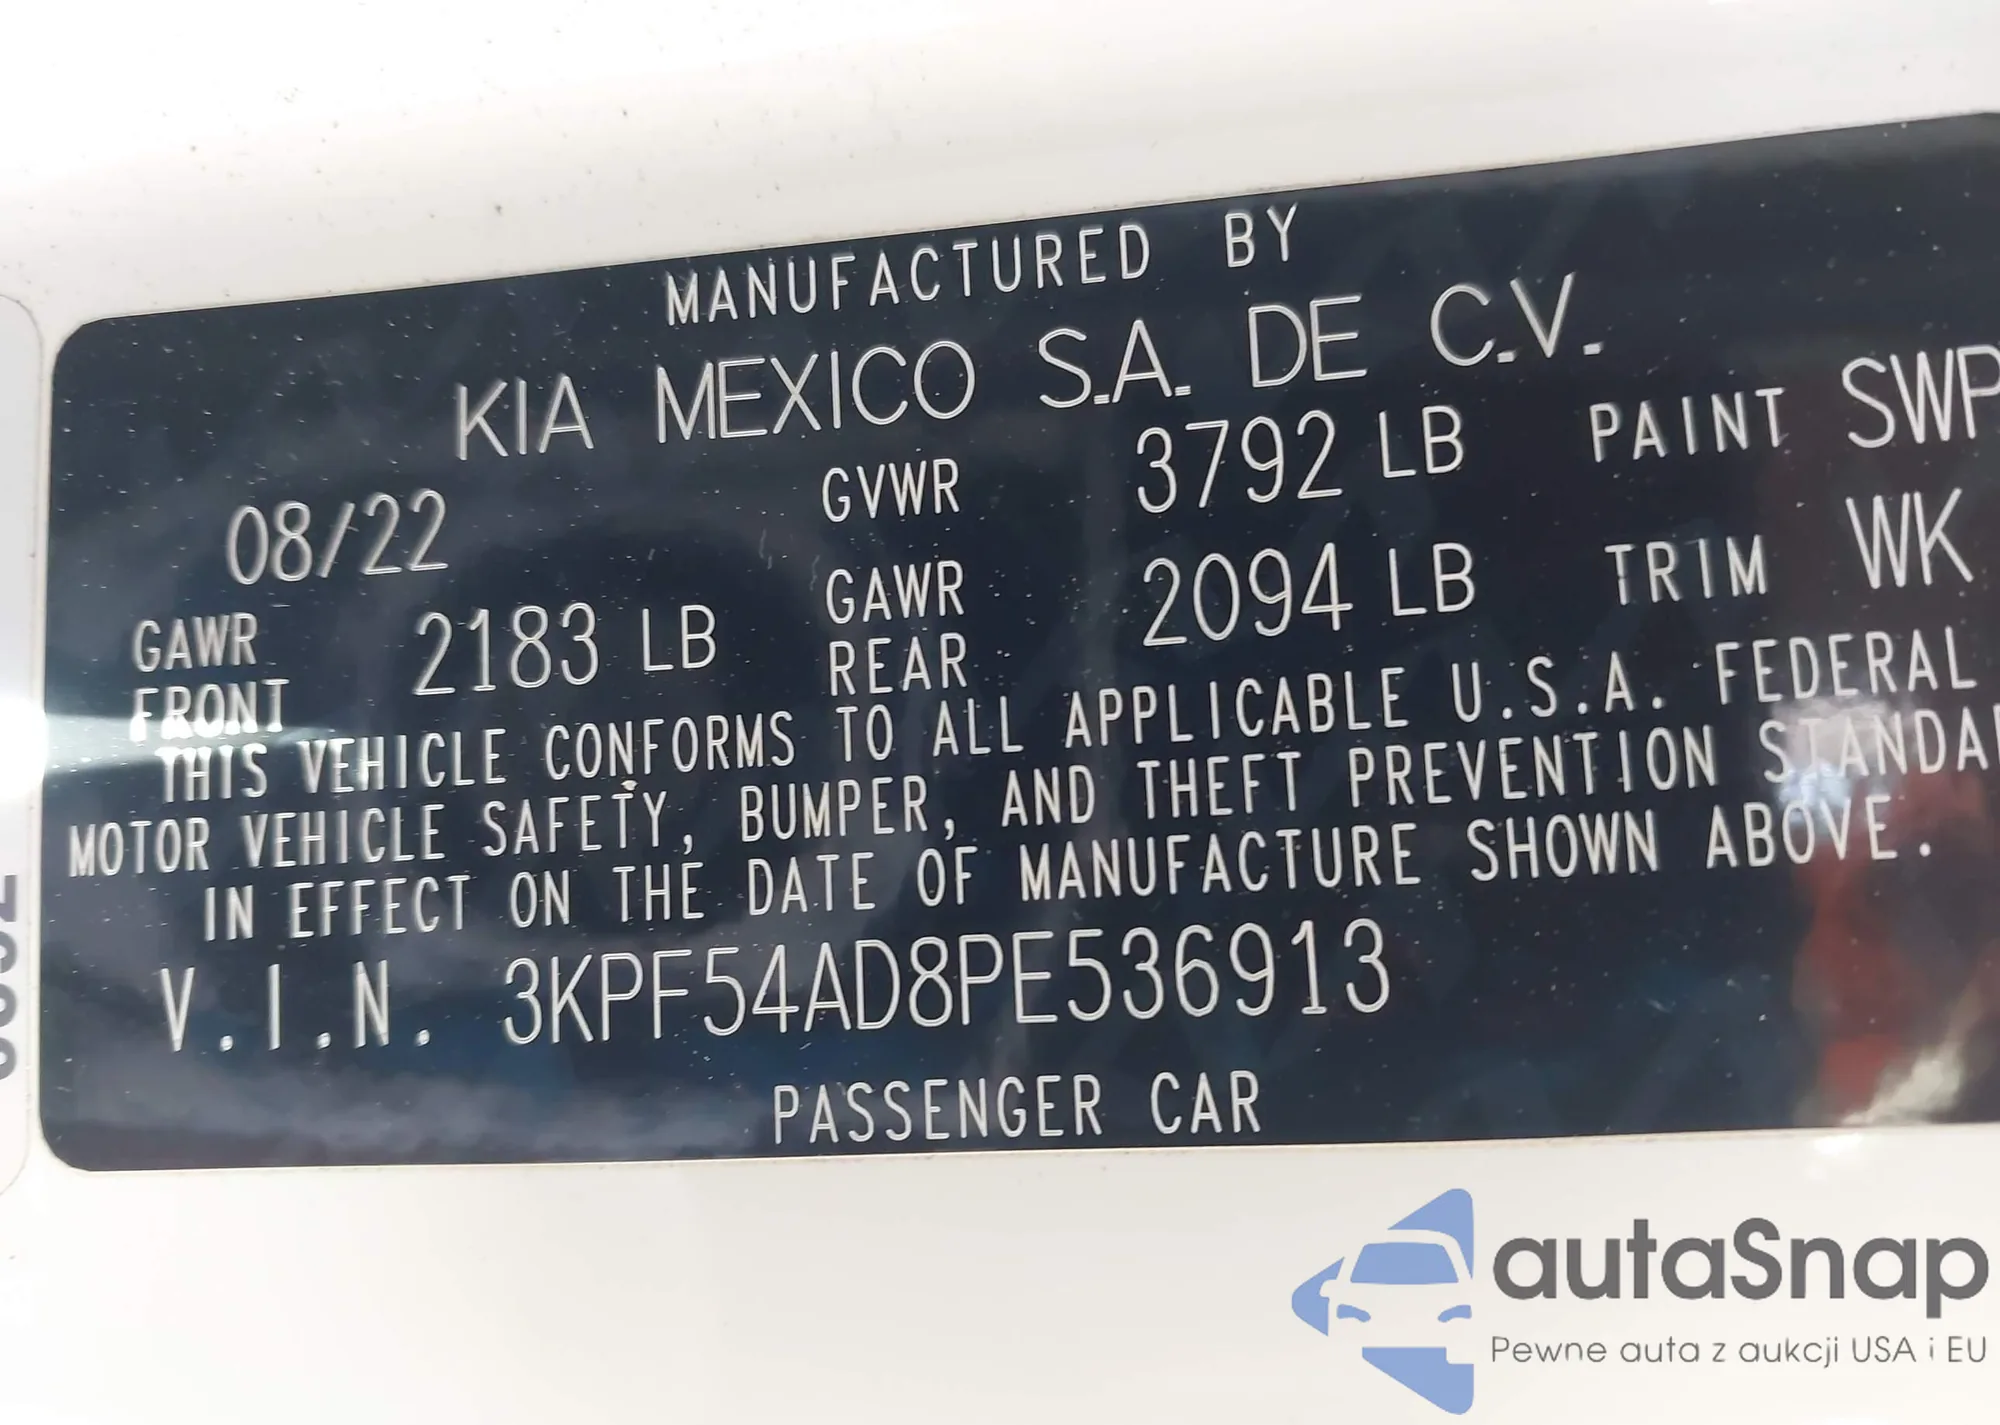 MANUFACTURED BY
KIA MEXICO S.A. DE C.V.
08/22 GVWR 3792 LB PAINT SWP
GAWR FRONT 2183 LB GAWR REAR 2094 LB TRIM WK
THIS VEHICLE CONFORMS TO ALL APPLICABLE U.S.A. FEDERAL
MOTOR VEHICLE SAFETY, BUMPER, AND THEFT PREVENTION STANDA
IN EFFECT ON THE DATE OF MANUFACTURE SHOWN ABOVE.
V.I.N. 3KPF54AD8PE536913
PASSENGER CAR
autaSnap
Pewne auta z aukcji USA i EU